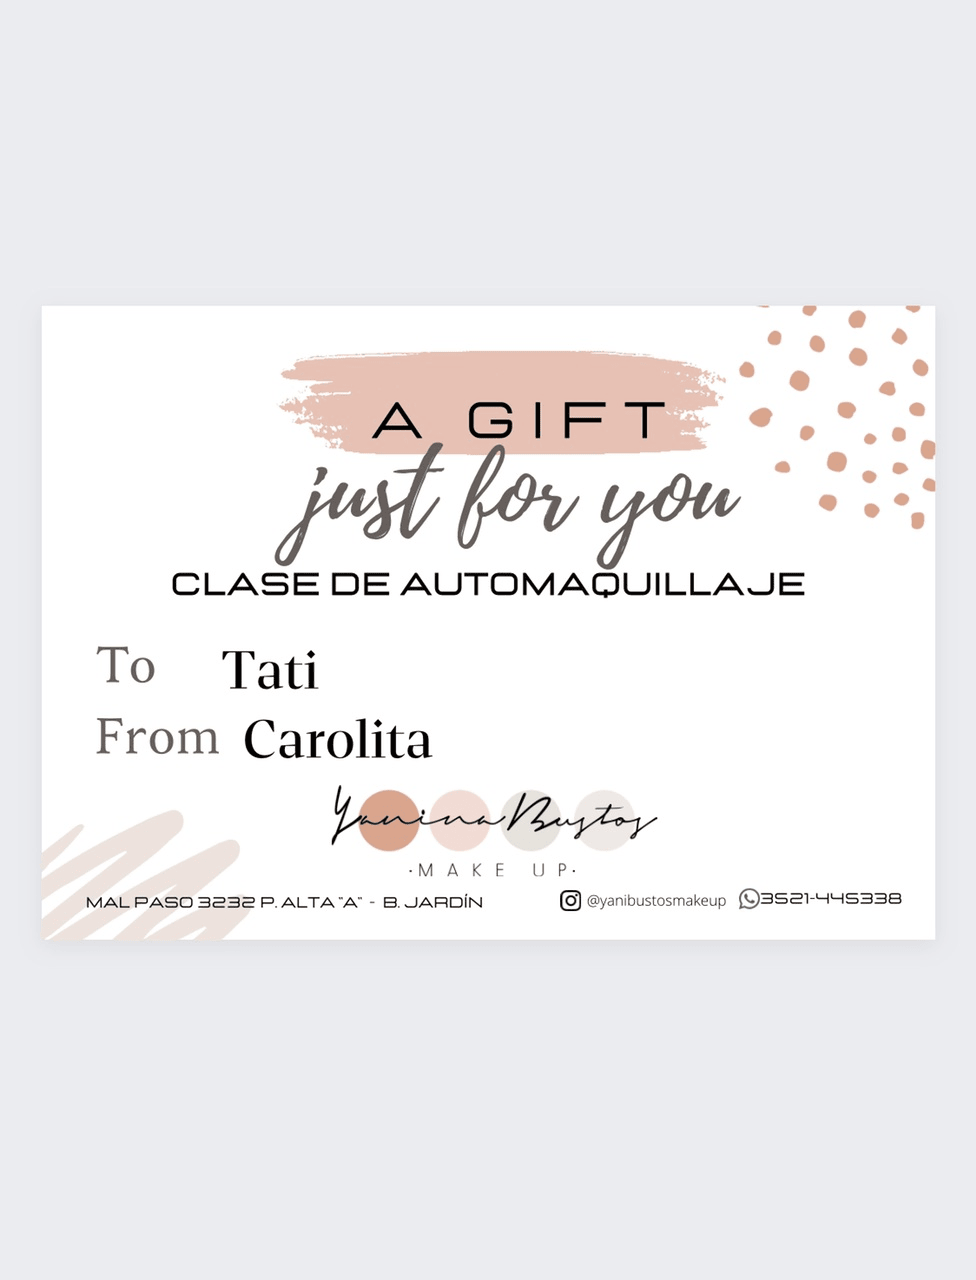 A GIFT
just for you
CLASE DE AUTOMAQUILLAJE
To Tati
From Carolita
Yanina Bustos
·MAKE UP·
MAL PASO 3232 P. ALTA "A" - B. JARDÍN @yanibustosmakeup 3521-445338